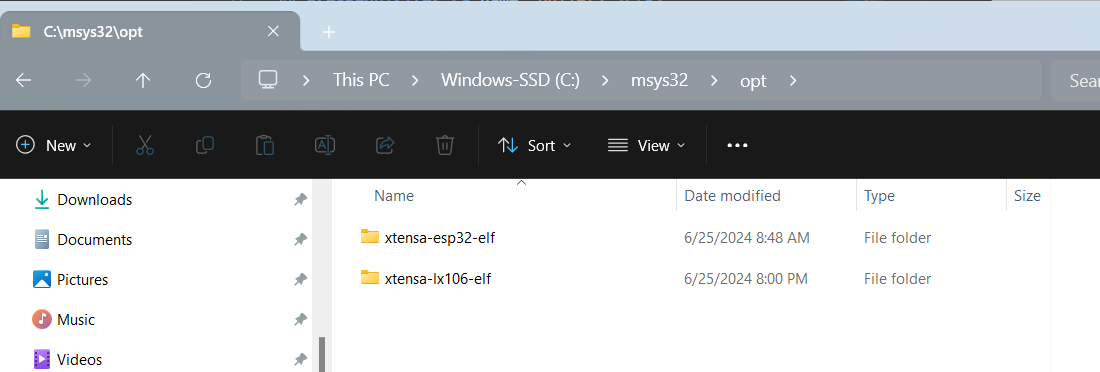 C:\msys32\opt
This PC Windows-SSD (C:) msys32 opt Sear
New Sort View
Name Date modified Type Size
Downloads
Documents
Pictures
Music
Videos
xtensa-esp32-elf 6/25/2024 8:48 AM File folder
xtensa-lx106-elf 6/25/2024 8:00 PM File folder